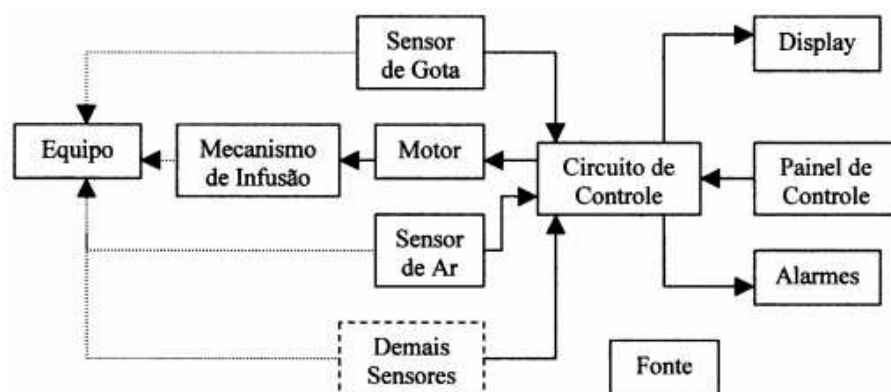 Sensor
de Gota
Display
Equipo
Mecanismo
de Infusão
Motor
Circuito de
Controle
Painel de
Controle
Sensor
de Ar
Alarmes
Demais
Sensores
Fonte